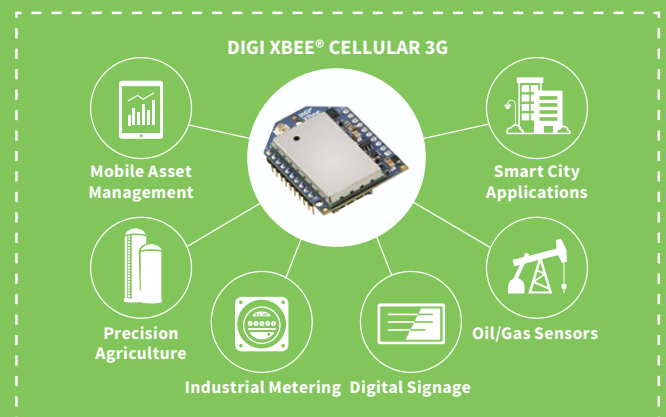 DIGI XBEE® CELLULAR 3G
Mobile Asset
Management
Smart City
Applications
Precision
Agriculture
Oil/Gas Sensors
Industrial Metering
Digital Signage